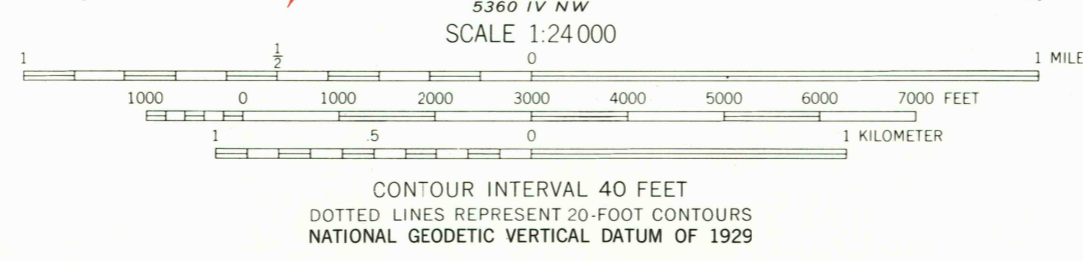 5360 IV NW
SCALE 1:24 000
1 1/2 0 1 MILE
1000 0 1000 2000 3000 4000 5000 6000 7000 FEET
1 .5 0 1 KILOMETER
CONTOUR INTERVAL 40 FEET
DOTTED LINES REPRESENT 20-FOOT CONTOURS
NATIONAL GEODETIC VERTICAL DATUM OF 1929